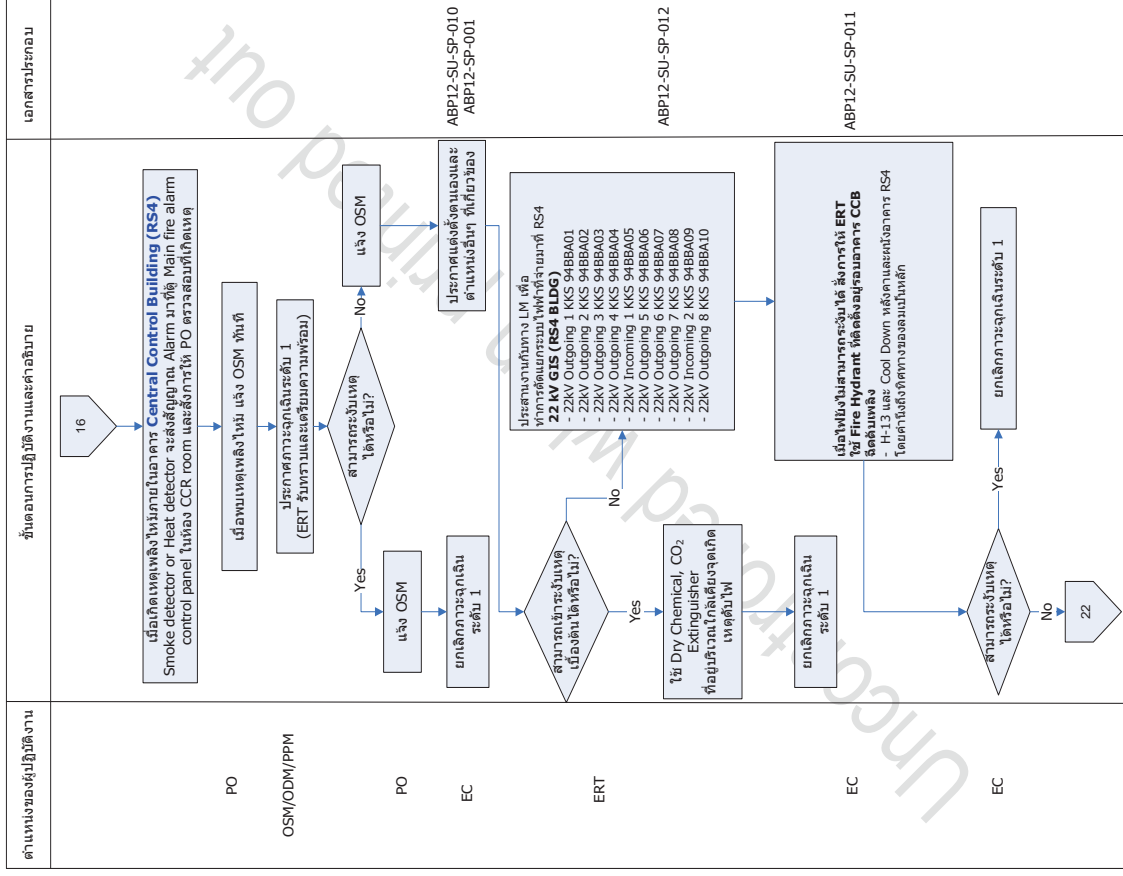 ตำแหน่งของผู้ปฏิบัติงาน
ขั้นตอนการปฏิบัติงานและคำอธิบาย
เอกสารประกอบ
16
เมื่อเกิดเหตุเพลิงไหม้ภายในอาคาร Central Control Building (RS4)
Smoke detector or Heat detector จะส่งสัญญาณ Alarm มาที่ตู้ Main fire alarm
control panel ในห้อง CCR room และสั่งการให้ PO ตรวจสอบที่เกิดเหตุ
PO
เมื่อพบเหตุเพลิงไหม้ แจ้ง OSM ทันที
OSM/ODM/PPM
ประกาศภาวะฉุกเฉินระดับ 1
(ERT รับทราบและเตรียมความพร้อม)
สามารถระงับเหตุ
ได้หรือไม่?
Yes
No
PO
แจ้ง OSM
แจ้ง OSM
EC
ยกเลิกภาวะฉุกเฉิน
ระดับ 1
ประกาศแต่งตั้งตนเองและ
ตำแหน่งอื่นๆ ที่เกี่ยวข้อง
ABP12-SU-SP-010
ABP12-SP-001
ERT
สามารถเข้าระงับเหตุ
เบื้องต้นได้หรือไม่?
Yes
No
ใช้ Dry Chemical, CO2
Extinguisher
ที่อยู่บริเวณใกล้เคียงจุดเกิด
เหตุดับไฟ
ประสานงานกับทาง LM เพื่อ
ทำการตัดแยกระบบไฟฟ้าที่จ่ายมาที่ RS4
22 kV GIS (RS4 BLDG)
- 22kV Outgoing 1 KKS 94BBA01
- 22kV Outgoing 2 KKS 94BBA02
- 22kV Outgoing 3 KKS 94BBA03
- 22kV Outgoing 4 KKS 94BBA04
- 22kV Incoming 1 KKS 94BBA05
- 22kV Outgoing 5 KKS 94BBA06
- 22kV Outgoing 6 KKS 94BBA07
- 22kV Outgoing 7 KKS 94BBA08
- 22kV Incoming 2 KKS 94BBA09
- 22kV Outgoing 8 KKS 94BBA10
ABP12-SU-SP-012
ยกเลิกภาวะฉุกเฉิน
ระดับ 1
EC
เมื่อไฟยังไม่สามารถระงับได้ สั่งการให้ ERT
ใช้ Fire Hydrant ที่ติดตั้งอยู่รอบอาคาร CCB
ฉีดดับเพลิง
- H-13 และ Cool Down หลังคาและผนังอาคาร RS4
โดยคำนึงถึงทิศทางของลมเป็นหลัก
ABP12-SU-SP-011
EC
สามารถระงับเหตุ
ได้หรือไม่?
Yes
ยกเลิกภาวะฉุกเฉินระดับ 1
No
22
Uncontrolled when printed out